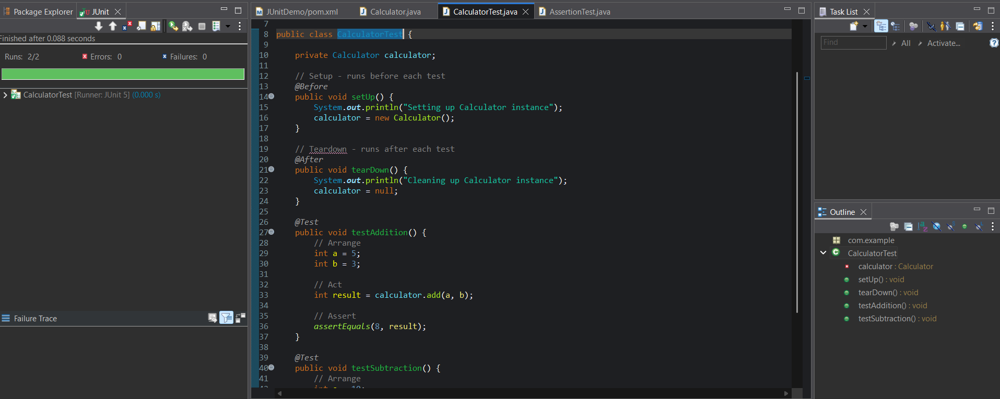 Package Explorer
JUnit
Finished after 0.088 seconds
Runs: 2/2
Errors: 0
Failures: 0
CalculatorTest [Runner: JUnit 5] (0.000 s)
Failure Trace
JUnitDemo/pom.xml
Calculator.java
CalculatorTest.java
AssertionTest.java
7
8 public class CalculatorTest {
9
10 private Calculator calculator;
11
12 // Setup - runs before each test
13 @Before
14 public void setUp() {
15 System.out.println("Setting up Calculator instance");
16 calculator = new Calculator();
17 }
18
19 // Teardown - runs after each test
20 @After
21 public void tearDown() {
22 System.out.println("Cleaning up Calculator instance");
23 calculator = null;
24 }
25
26 @Test
27 public void testAddition() {
28 // Arrange
29 int a = 5;
30 int b = 3;
31
32 // Act
33 int result = calculator.add(a, b);
34
35 // Assert
36 assertEquals(8, result);
37 }
38
39 @Test
40 public void testSubtraction() {
41 // Arrange
Task List
Find
All
Activate...
Outline
com.example
CalculatorTest
calculator : Calculator
setUp() : void
tearDown() : void
testAddition() : void
testSubtraction() : void